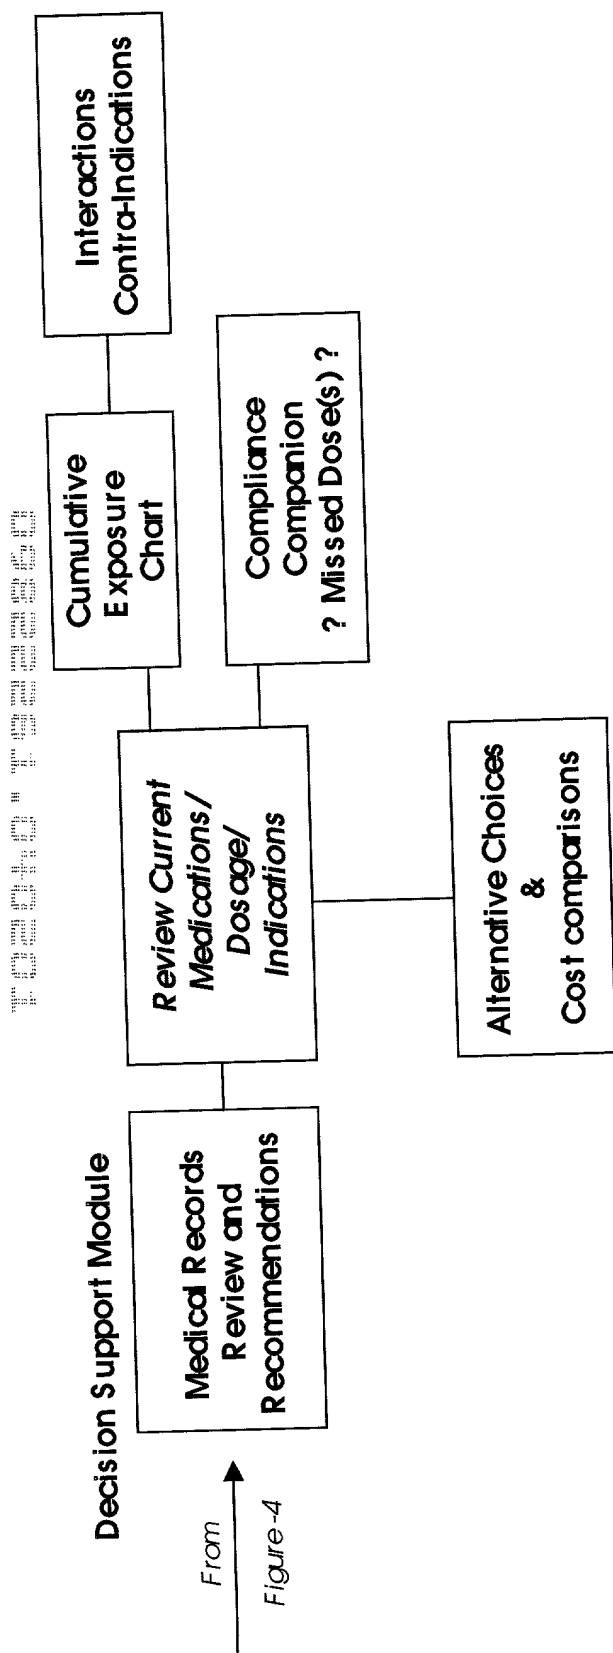 Decision Support Module
From
Figure-4
Medical Records
Review and
Recommendations
Review Current
Medications/
Dosage/
Indications
Cumulative
Exposure
Chart
Interactions
Contra-Indications
Compliance
Companion
? Missed Dose(s) ?
Alternative Choices
&
Cost comparisons